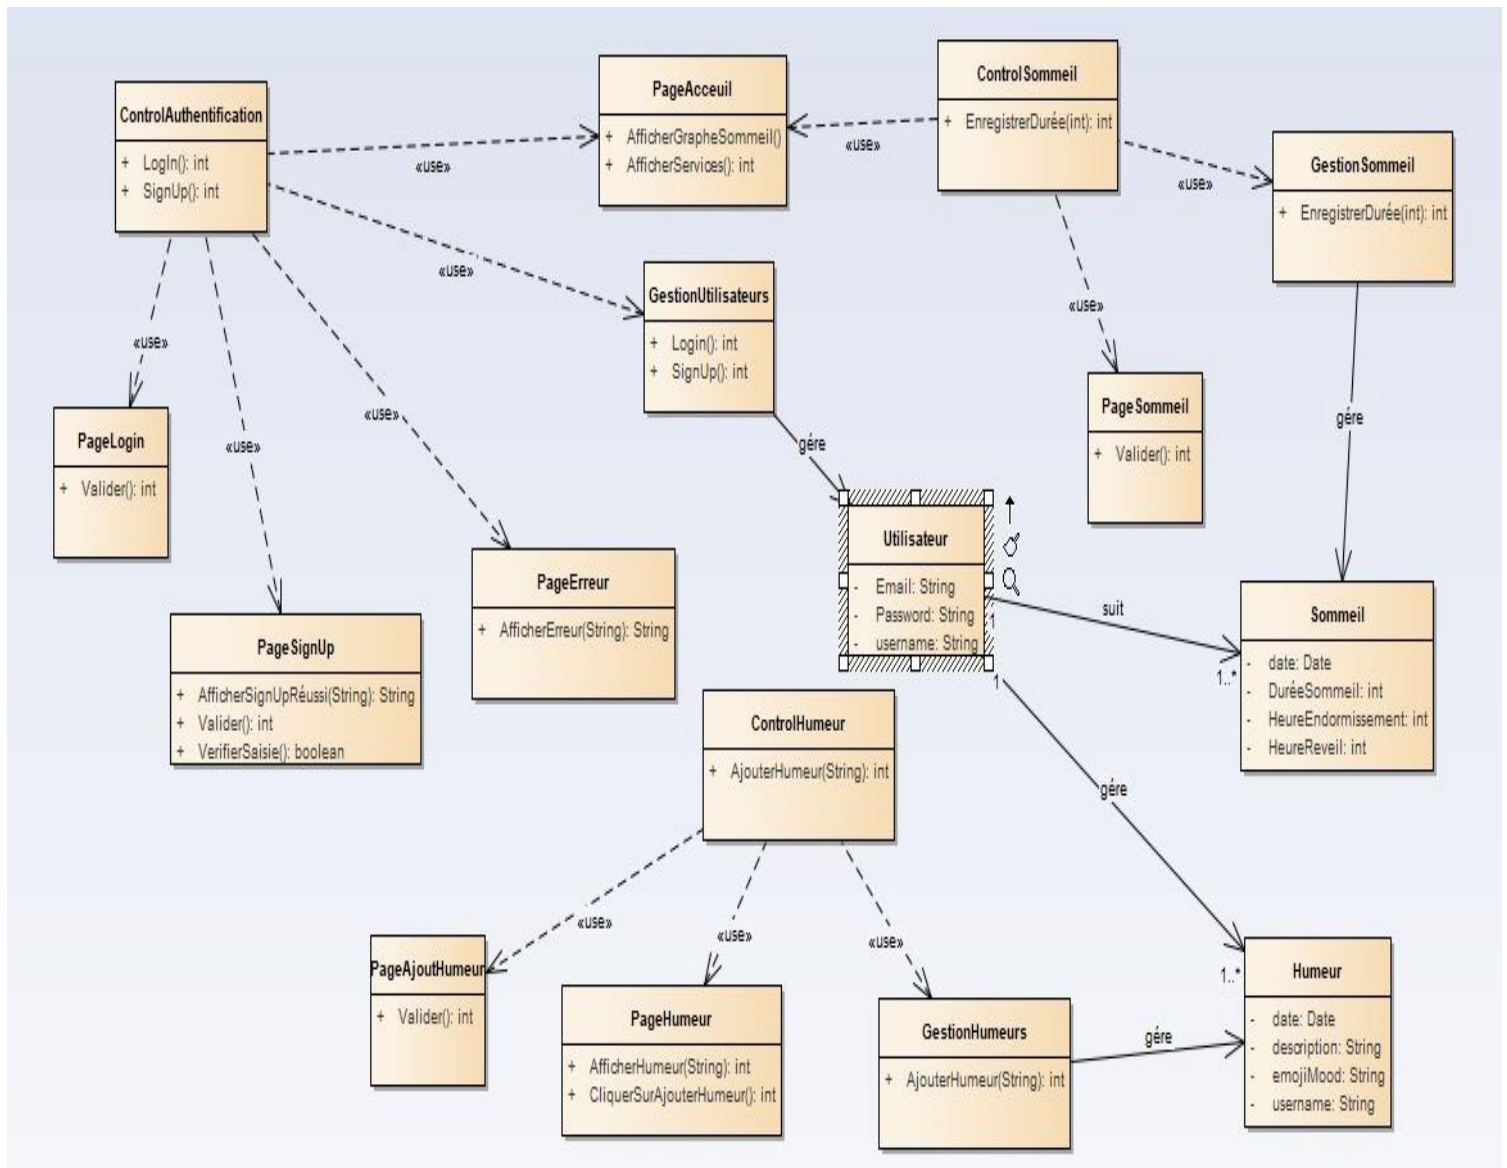 ControlAuthentification
+ LogIn(): int
+ SignUp(): int
PageAcceuil
+ AfficherGrapheSommeil()
+ AfficherServices(): int
ControlSommeil
+ EnregistrerDurée(int): int
GestionSommeil
+ EnregistrerDurée(int): int
«use»
«use»
«use»
«use»
«use»
«use»
«use»
«use»
GestionUtilisateurs
+ Login(): int
+ SignUp(): int
PageSommeil
+ Valider(): int
gére
gére
PageLogin
+ Valider(): int
PageErreur
+ AfficherErreur(String): String
PageSignUp
+ AfficherSignUpRéussi(String): String
+ Valider(): int
+ VerifierSaisie(): boolean
Utilisateur
- Email: String
- Password: String
- username: String
1
suit
1..*
Sommeil
- date: Date
- DuréeSommeil: int
- HeureEndormissement: int
- HeureReveil: int
1
gére
1..*
ControlHumeur
+ AjouterHumeur(String): int
«use»
«use»
«use»
PageAjoutHumeur
+ Valider(): int
PageHumeur
+ AfficherHumeur(String): int
+ CliquerSurAjouterHumeur(): int
GestionHumeurs
+ AjouterHumeur(String): int
gére
Humeur
- date: Date
- description: String
- emojiMood: String
- username: String